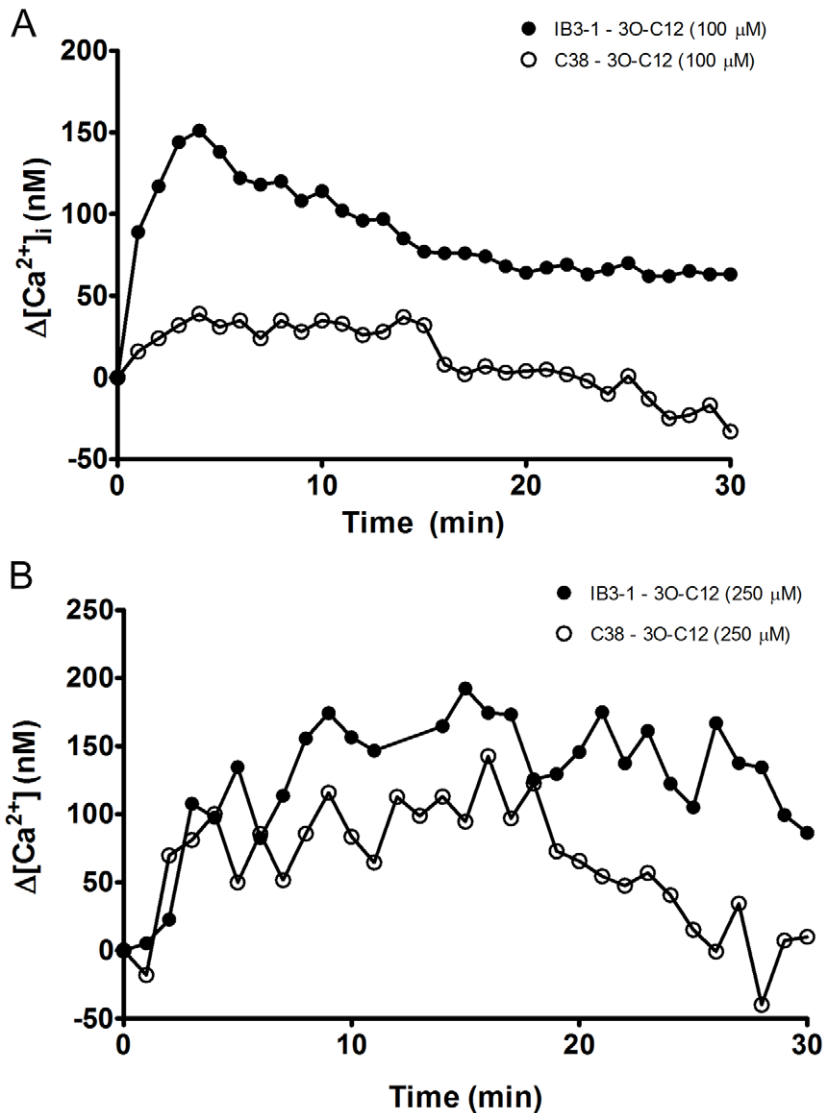 A
IB3-1 - 3O-C12 (100 μM)
C38 - 3O-C12 (100 μM)
200
150
100
50
0
-50
Δ[Ca²⁺]i (nM)
0 10 20 30
Time (min)
B
IB3-1 - 3O-C12 (250 μM)
C38 - 3O-C12 (250 μM)
250
200
150
100
50
0
-50
Δ[Ca²⁺] (nM)
0 10 20 30
Time (min)